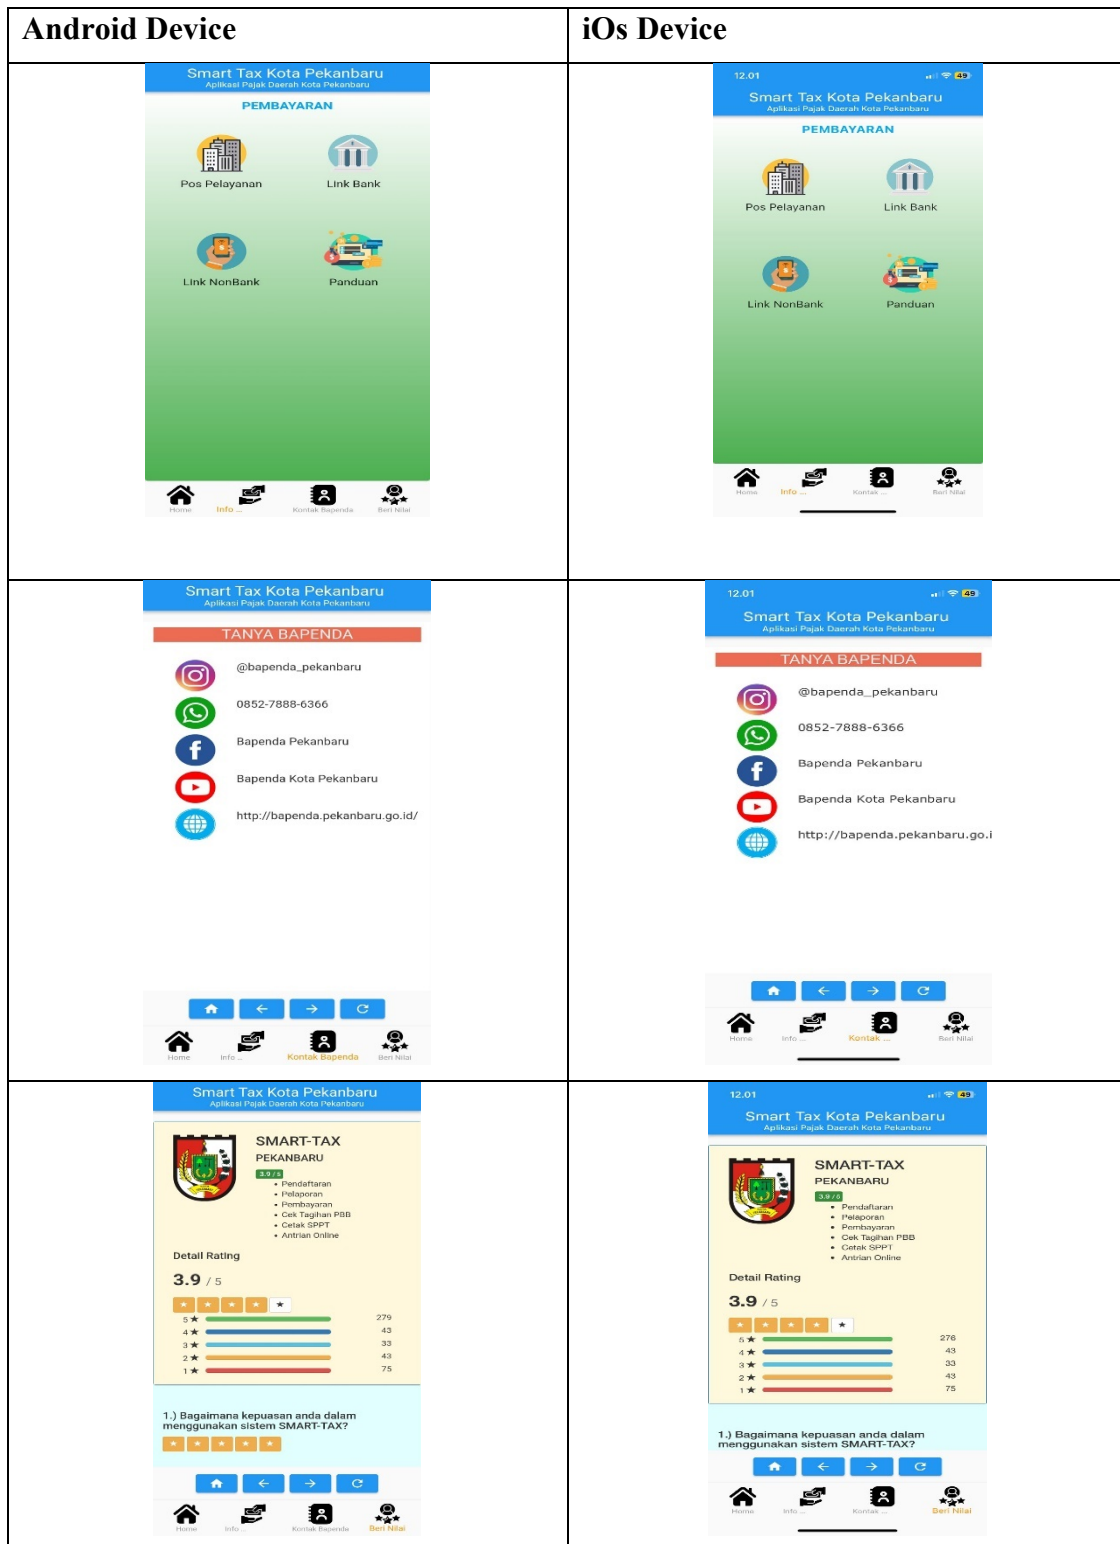 Android Device
iOs Device
Smart Tax Kota Pekanbaru
Aplikasi Pajak Daerah Kota Pekanbaru
PEMBAYARAN
Pos Pelayanan
Link Bank
Link NonBank
Panduan
Home
Info ...
Kontak Bapenda
Beri Nilai
12.01
49
Smart Tax Kota Pekanbaru
Aplikasi Pajak Daerah Kota Pekanbaru
PEMBAYARAN
Pos Pelayanan
Link Bank
Link NonBank
Panduan
Home
Info ...
Kontak ...
Beri Nilai
Smart Tax Kota Pekanbaru
Aplikasi Pajak Daerah Kota Pekanbaru
TANYA BAPENDA
@bapenda_pekanbaru
0852-7888-6366
Bapenda Pekanbaru
Bapenda Kota Pekanbaru
http://bapenda.pekanbaru.go.id/
Home
Info ...
Kontak Bapenda
Beri Nilai
12.01
49
Smart Tax Kota Pekanbaru
Aplikasi Pajak Daerah Kota Pekanbaru
TANYA BAPENDA
@bapenda_pekanbaru
0852-7888-6366
Bapenda Pekanbaru
Bapenda Kota Pekanbaru
http://bapenda.pekanbaru.go.i
Home
Info ...
Kontak ...
Beri Nilai
Smart Tax Kota Pekanbaru
Aplikasi Pajak Daerah Kota Pekanbaru
SMART-TAX
PEKANBARU
3.9 / 5
• Pendaftaran
• Pelaporan
• Pembayaran
• Cek Tagihan PBB
• Cetak SPPT
• Antrian Online
Detail Rating
3.9 / 5
5 ★ 279
4 ★ 43
3 ★ 33
2 ★ 43
1 ★ 75
1.) Bagaimana kepuasan anda dalam
menggunakan sistem SMART-TAX?
Home
Info ...
Kontak Bapenda
Beri Nilai
12.01
49
Smart Tax Kota Pekanbaru
Aplikasi Pajak Daerah Kota Pekanbaru
SMART-TAX
PEKANBARU
3.9 / 5
• Pendaftaran
• Pelaporan
• Pembayaran
• Cek Tagihan PBB
• Cetak SPPT
• Antrian Online
Detail Rating
3.9 / 5
5 ★ 276
4 ★ 43
3 ★ 33
2 ★ 43
1 ★ 75
1.) Bagaimana kepuasan anda dalam
menggunakan sistem SMART-TAX?
Home
Info ...
Kontak ...
Beri Nilai